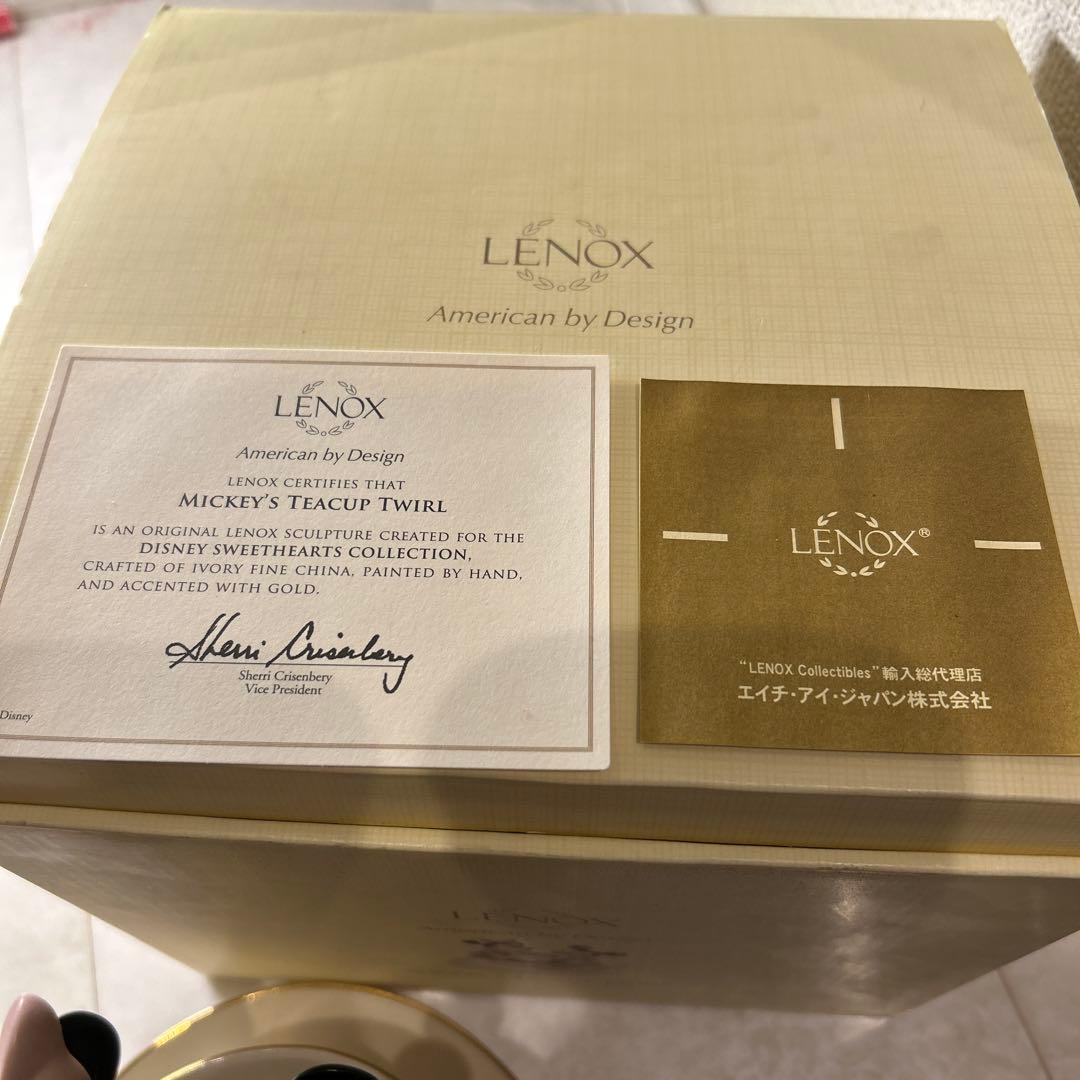 LENOX
American by Design
LENOX
American by Design
LENOX CERTIFIES THAT
MICKEY'S TEACUP TWIRL
IS AN ORIGINAL LENOX SCULPTURE CREATED FOR THE
DISNEY SWEETHEARTS COLLECTION,
CRAFTED OF IVORY FINE CHINA, PAINTED BY HAND,
AND ACCENTED WITH GOLD.
Sherri Crisenbery
Sherri Crisenbery
Vice President
Disney
LENOX®
"LENOX Collectibles"輸入総代理店
エイチ・アイ・ジャパン株式会社
LENOX